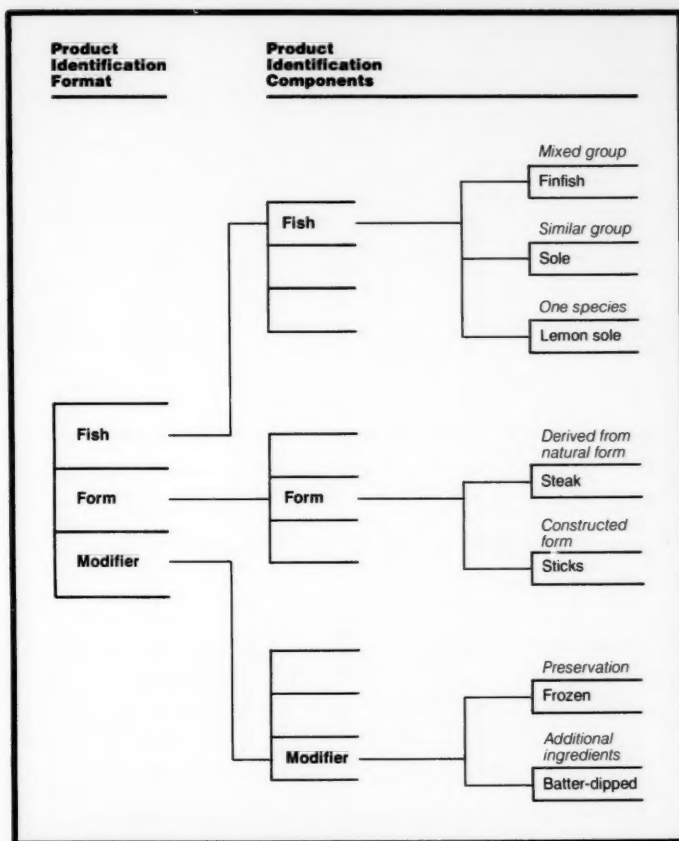 Product
Identification
Format
Product
Identification
Components
Mixed group
Finfish
Fish
Similar group
Sole
One species
Lemon sole
Fish
Form
Modifier
Form
Derived from
natural form
Steak
Constructed
form
Sticks
Modifier
Preservation
Frozen
Additional
ingredients
Batter-dipped